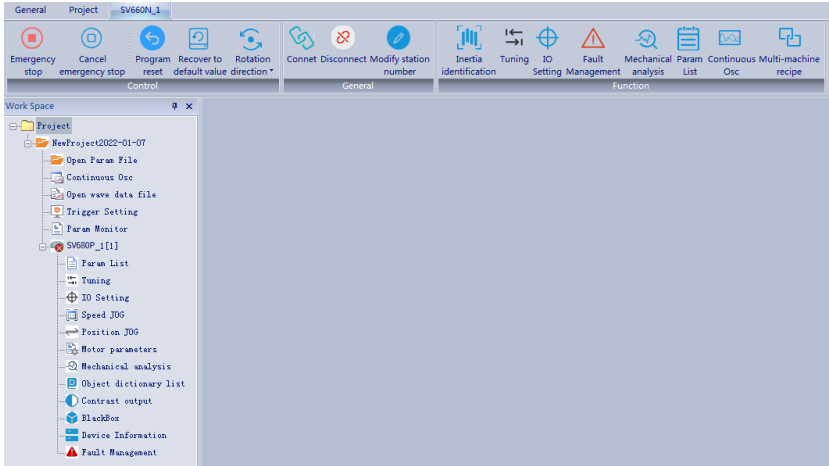 General Project SV660N_1
Emergency Cancel Program Recover to Rotation Connet Disconnect Modify station Inertia Tuning IO Fault Mechanical Param Continuous Multi-machine
stop emergency stop reset default value direction number identification Setting Management analysis List Osc recipe
Control General Function
Work Space
Project
NewProject2022-01-07
Open Param File
Continuous Osc
Open wave data file
Trigger Setting
Param Monitor
SV680P_1[1]
Param List
Tuning
IO Setting
Speed JOG
Position JOG
Motor parameters
Mechanical analysis
Object dictionary list
Contrast output
BlackBox
Device Information
Fault Management